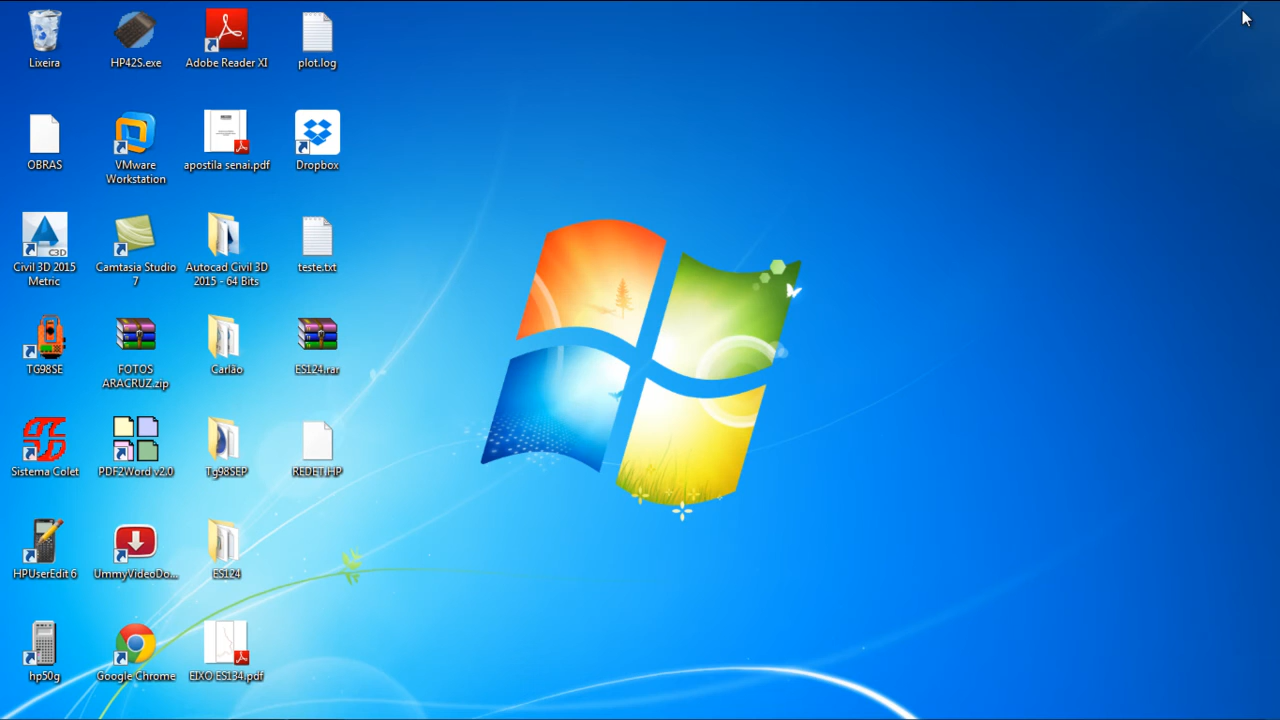 Lixeira
HP42S.exe
Adobe Reader XI
plot.log
OBRAS
VMware
Workstation
apostila senai.pdf
Dropbox
C3D
Civil 3D 2015
Metric
Camtasia Studio
7
Autocad Civil 3D
2015 - 64 Bits
teste.txt
TG98SE
FOTOS
ARACRUZ.zip
Carlão
ES124.rar
Sistema Colet
PDF2Word v2.0
Tg98SEP
REDET.HP
HPUserEdit 6
UmmyVideoDo...
ES124
hp50g
Google Chrome
EIXO ES134.pdf